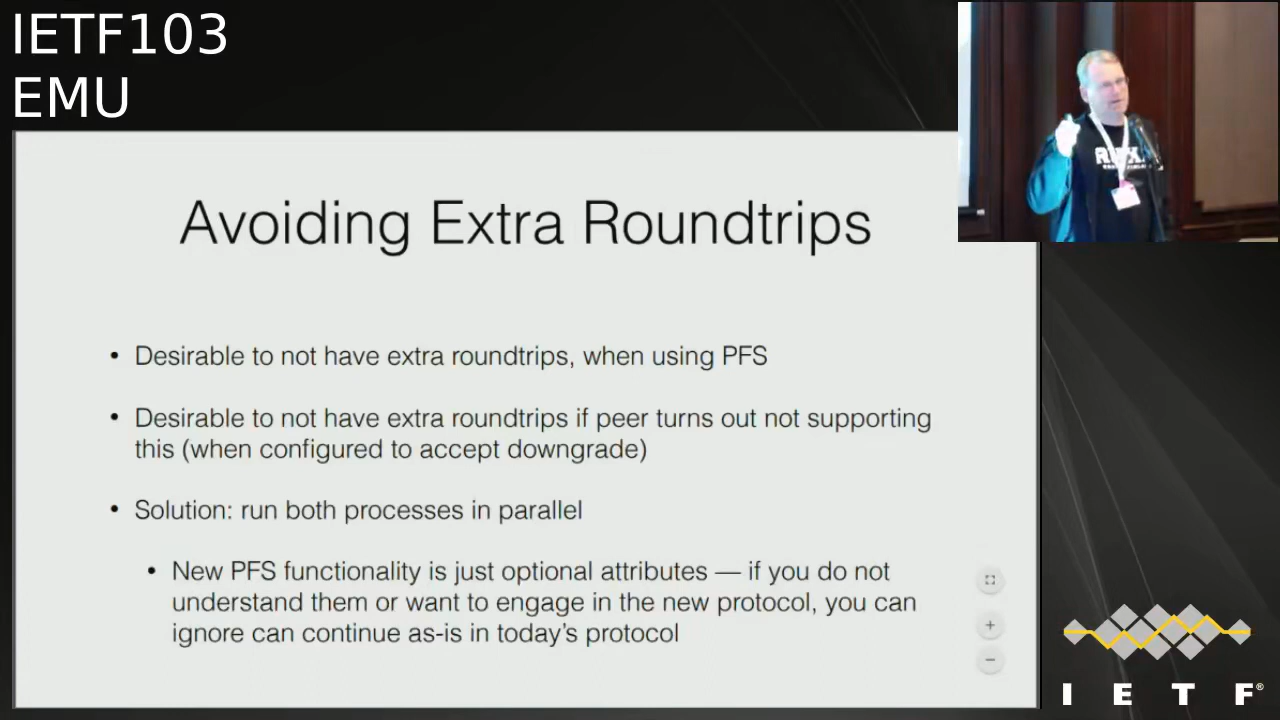 IETF103
EMU
Avoiding Extra Roundtrips
• Desirable to not have extra roundtrips, when using PFS
• Desirable to not have extra roundtrips if peer turns out not supporting
this (when configured to accept downgrade)
• Solution: run both processes in parallel
• New PFS functionality is just optional attributes — if you do not
understand them or want to engage in the new protocol, you can
ignore can continue as-is in today's protocol
I E T F®